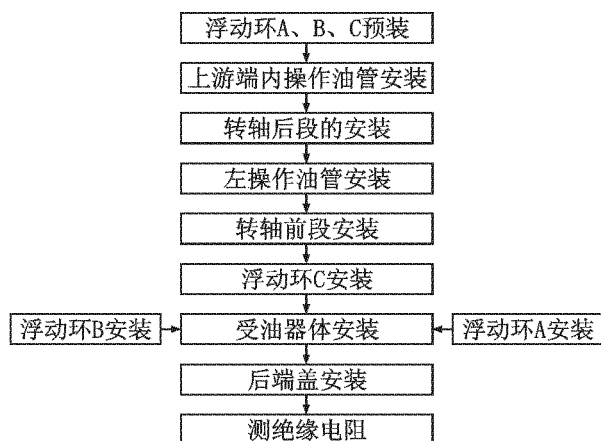 浮动环A、B、C预装
上游端内操作油管安装
转轴后段的安装
左操作油管安装
转轴前段安装
浮动环C安装
浮动环B安装
受油器体安装
浮动环A安装
后端盖安装
测绝缘电阻